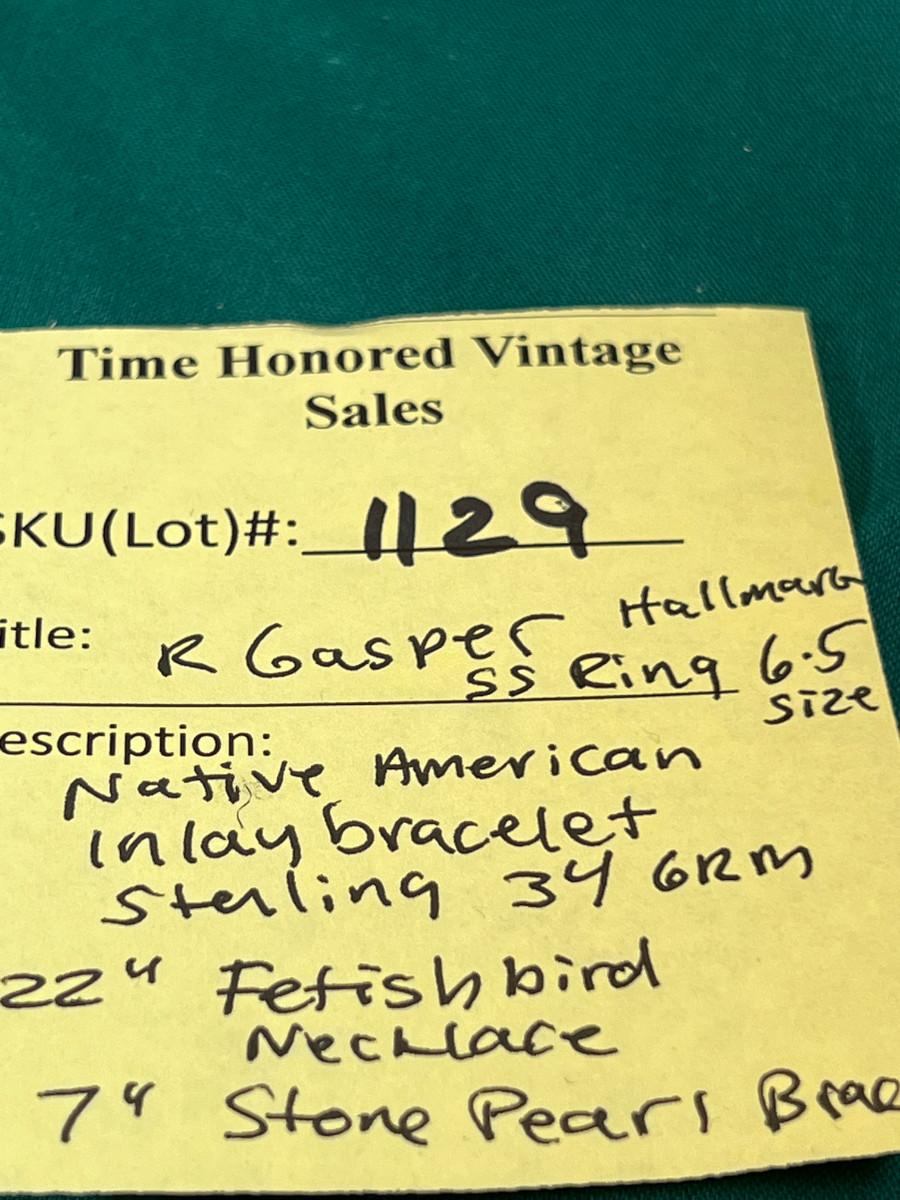 Time Honored Vintage
Sales
SKU(Lot)#: 1129
itle: R Gasper Hallmark
SS Ring 6.5
size
escription:
Native American
Inlay bracelet
Sterling 34 GRM
22" Fetish bird
Necklace
7" Stone Pearl Brac